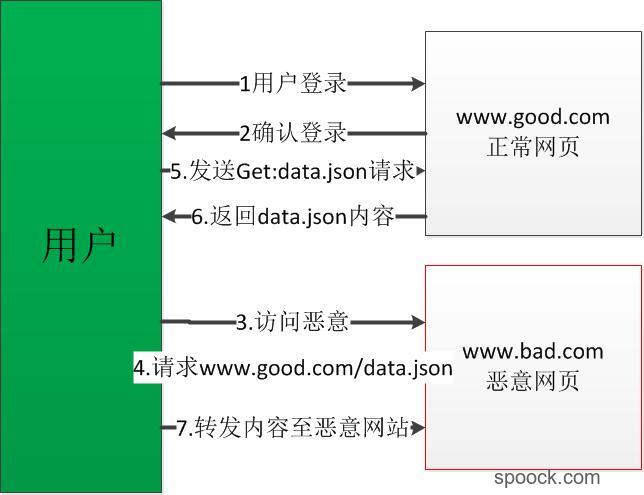 用户
1用户登录
2确认登录
5.发送Get:data.json请求
6.返回data.json内容
www.good.com
正常网页
3.访问恶意
4.请求www.good.com/data.json
7.转发内容至恶意网站
www.bad.com
恶意网页
spoock.com